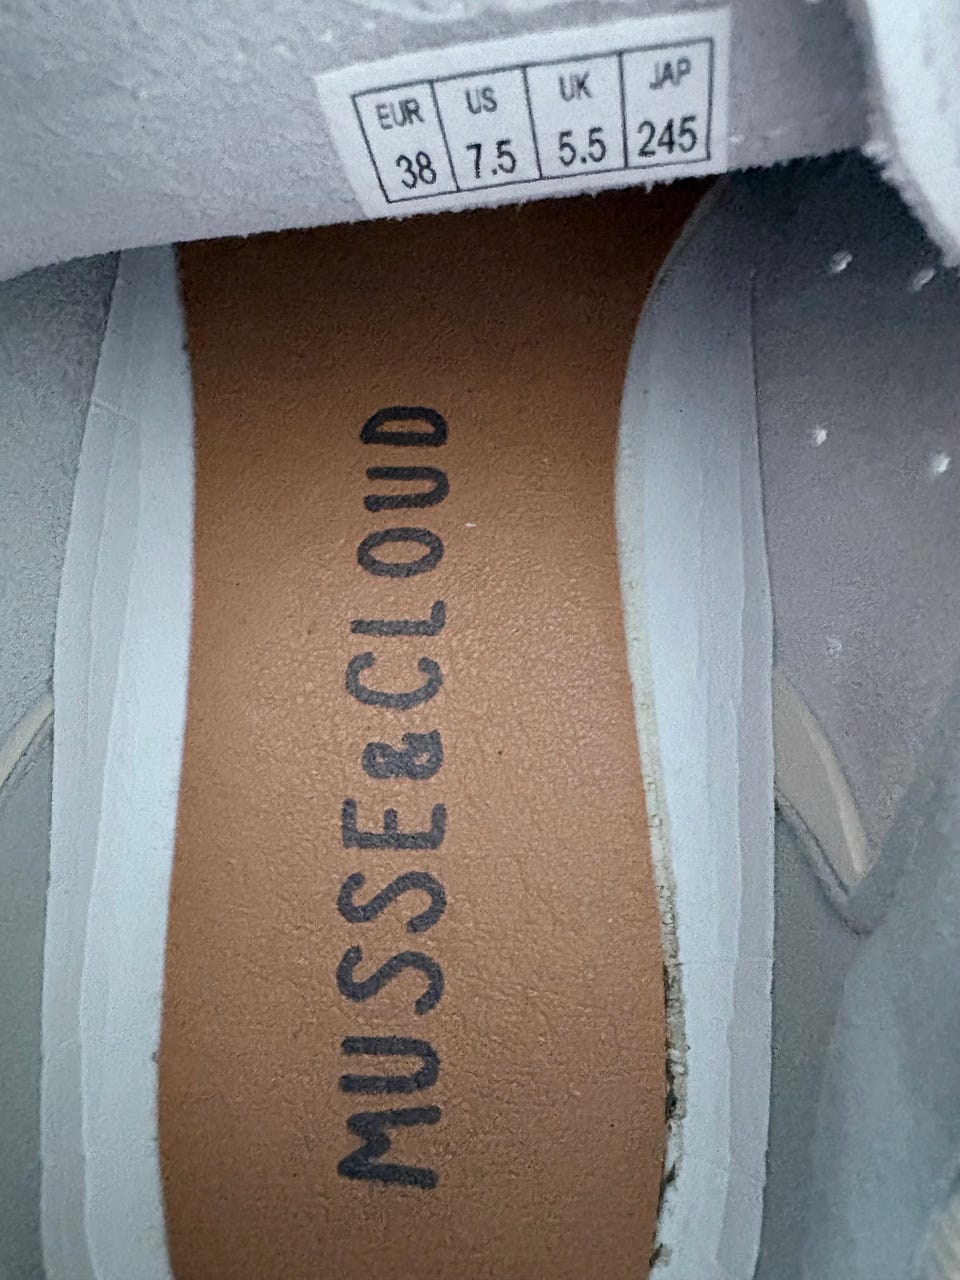 EUR US UK JAP
38 7.5 5.5 245
MUSSE&CLOUD